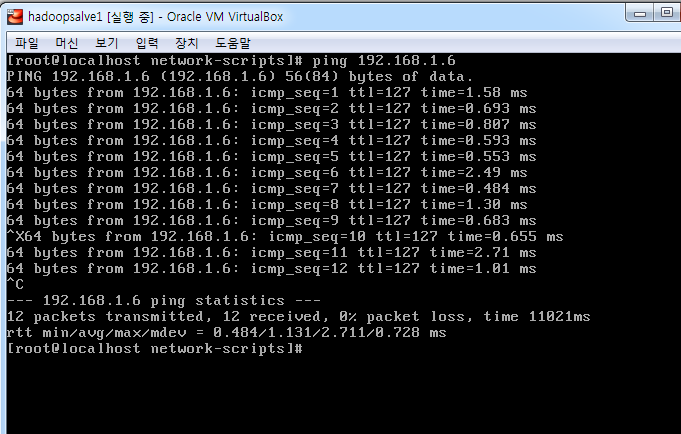 hadoopsalve1 [실행 중] - Oracle VM VirtualBox
파일 머신 보기 입력 장치 도움말
[root@localhost network-scripts]# ping 192.168.1.6
PING 192.168.1.6 (192.168.1.6) 56(84) bytes of data.
64 bytes from 192.168.1.6: icmp_seq=1 ttl=127 time=1.58 ms
64 bytes from 192.168.1.6: icmp_seq=2 ttl=127 time=0.693 ms
64 bytes from 192.168.1.6: icmp_seq=3 ttl=127 time=0.807 ms
64 bytes from 192.168.1.6: icmp_seq=4 ttl=127 time=0.593 ms
64 bytes from 192.168.1.6: icmp_seq=5 ttl=127 time=0.553 ms
64 bytes from 192.168.1.6: icmp_seq=6 ttl=127 time=2.49 ms
64 bytes from 192.168.1.6: icmp_seq=7 ttl=127 time=0.484 ms
64 bytes from 192.168.1.6: icmp_seq=8 ttl=127 time=1.30 ms
64 bytes from 192.168.1.6: icmp_seq=9 ttl=127 time=0.683 ms
^X64 bytes from 192.168.1.6: icmp_seq=10 ttl=127 time=0.655 ms
64 bytes from 192.168.1.6: icmp_seq=11 ttl=127 time=2.71 ms
64 bytes from 192.168.1.6: icmp_seq=12 ttl=127 time=1.01 ms
^C
--- 192.168.1.6 ping statistics ---
12 packets transmitted, 12 received, 0% packet loss, time 11021ms
rtt min/avg/max/mdev = 0.484/1.131/2.711/0.728 ms
[root@localhost network-scripts]#